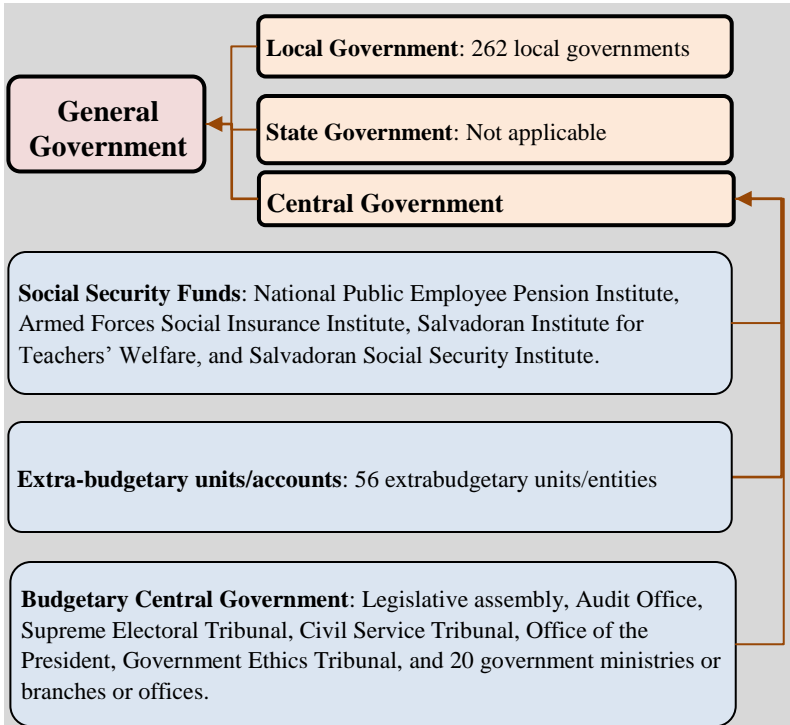 Local Government: 262 local governments
General
Government
State Government: Not applicable
Central Government
Social Security Funds: National Public Employee Pension Institute,
Armed Forces Social Insurance Institute, Salvadoran Institute for
Teachers’ Welfare, and Salvadoran Social Security Institute.
Extra-budgetary units/accounts: 56 extrabudgetary units/entities
Budgetary Central Government: Legislative assembly, Audit Office,
Supreme Electoral Tribunal, Civil Service Tribunal, Office of the
President, Government Ethics Tribunal, and 20 government ministries or
branches or offices.